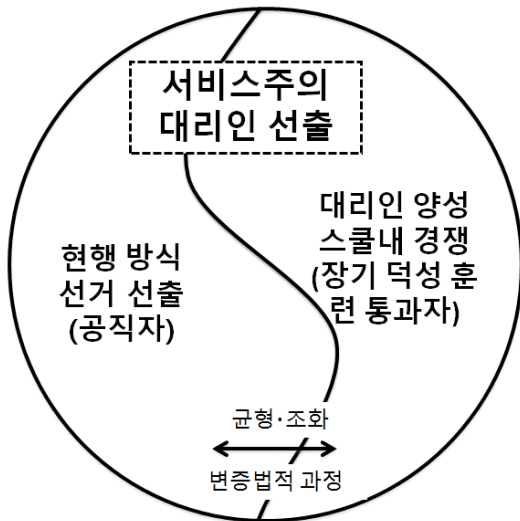 서비스주의
대리인 선출
현행 방식
선거 선출
(공직자)
대리인 양성
스쿨내 경쟁
(장기 덕성 훈
련 통과자)
균형·조화
변증법적 과정